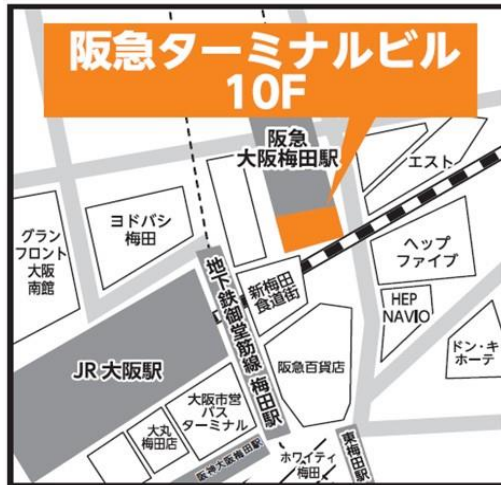 阪急ターミナルビル
10F
阪急
大阪梅田駅
エスト
ヨドバシ
梅田
グラン
フロント
大阪
南館
ヘップ
ファイブ
新梅田
食道街
地下鉄御堂筋線 梅田駅
HEP
NAVIO
ドン・キ
ホーテ
JR大阪駅
阪急百貨店
大阪市営
バス
ターミナル
大丸
梅田店
阪神大阪梅田駅
ホワイティ
梅田
東梅田駅